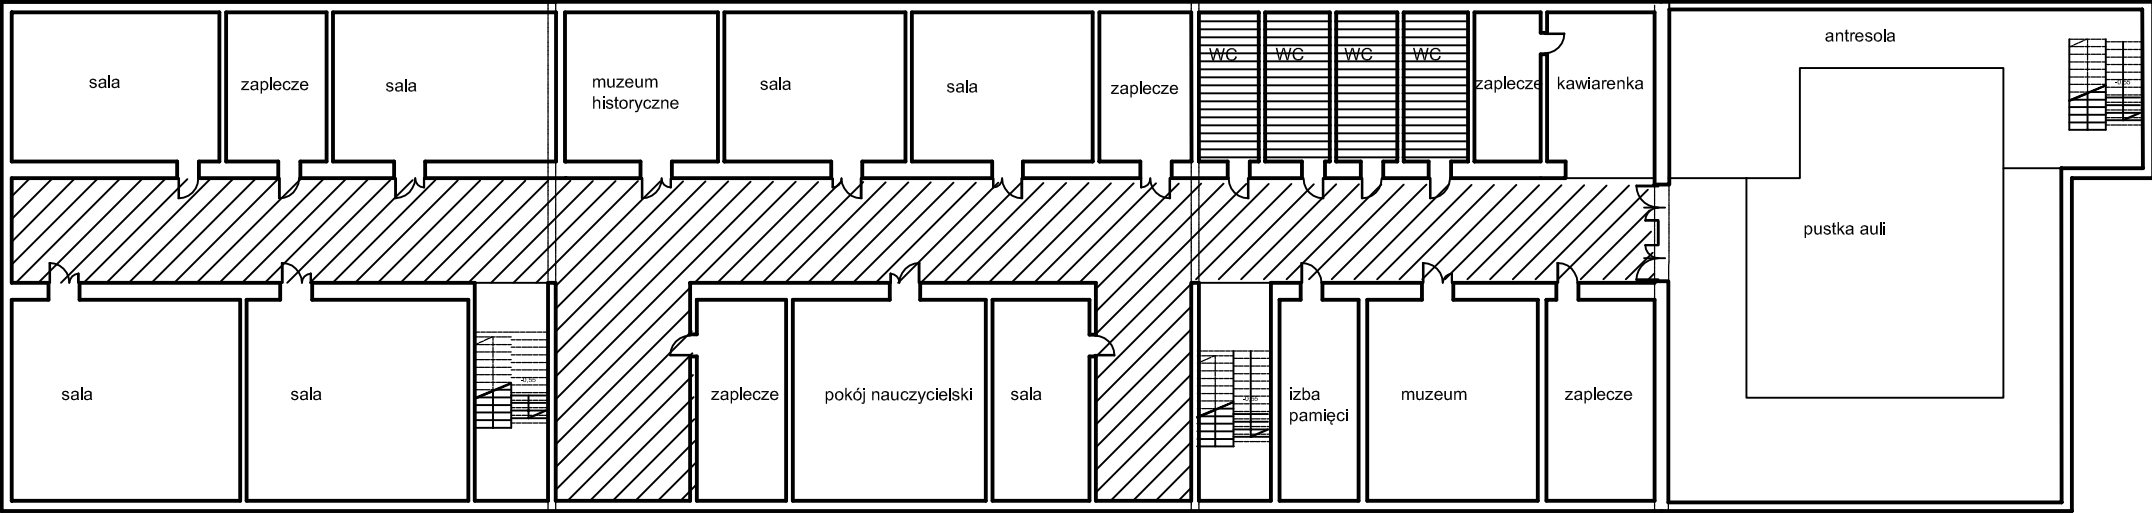 antresola
sala
zaplecze
sala
muzeum
historyczne
sala
sala
zaplecze
WC
WC
WC
WC
zaplecze
kawiarenka
pustka auli
sala
sala
zaplecze
pokój nauczycielski
sala
izba
pamięci
muzeum
zaplecze